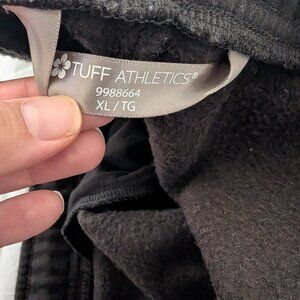 TUFF ATHLETICS®
9988664
XL / TG